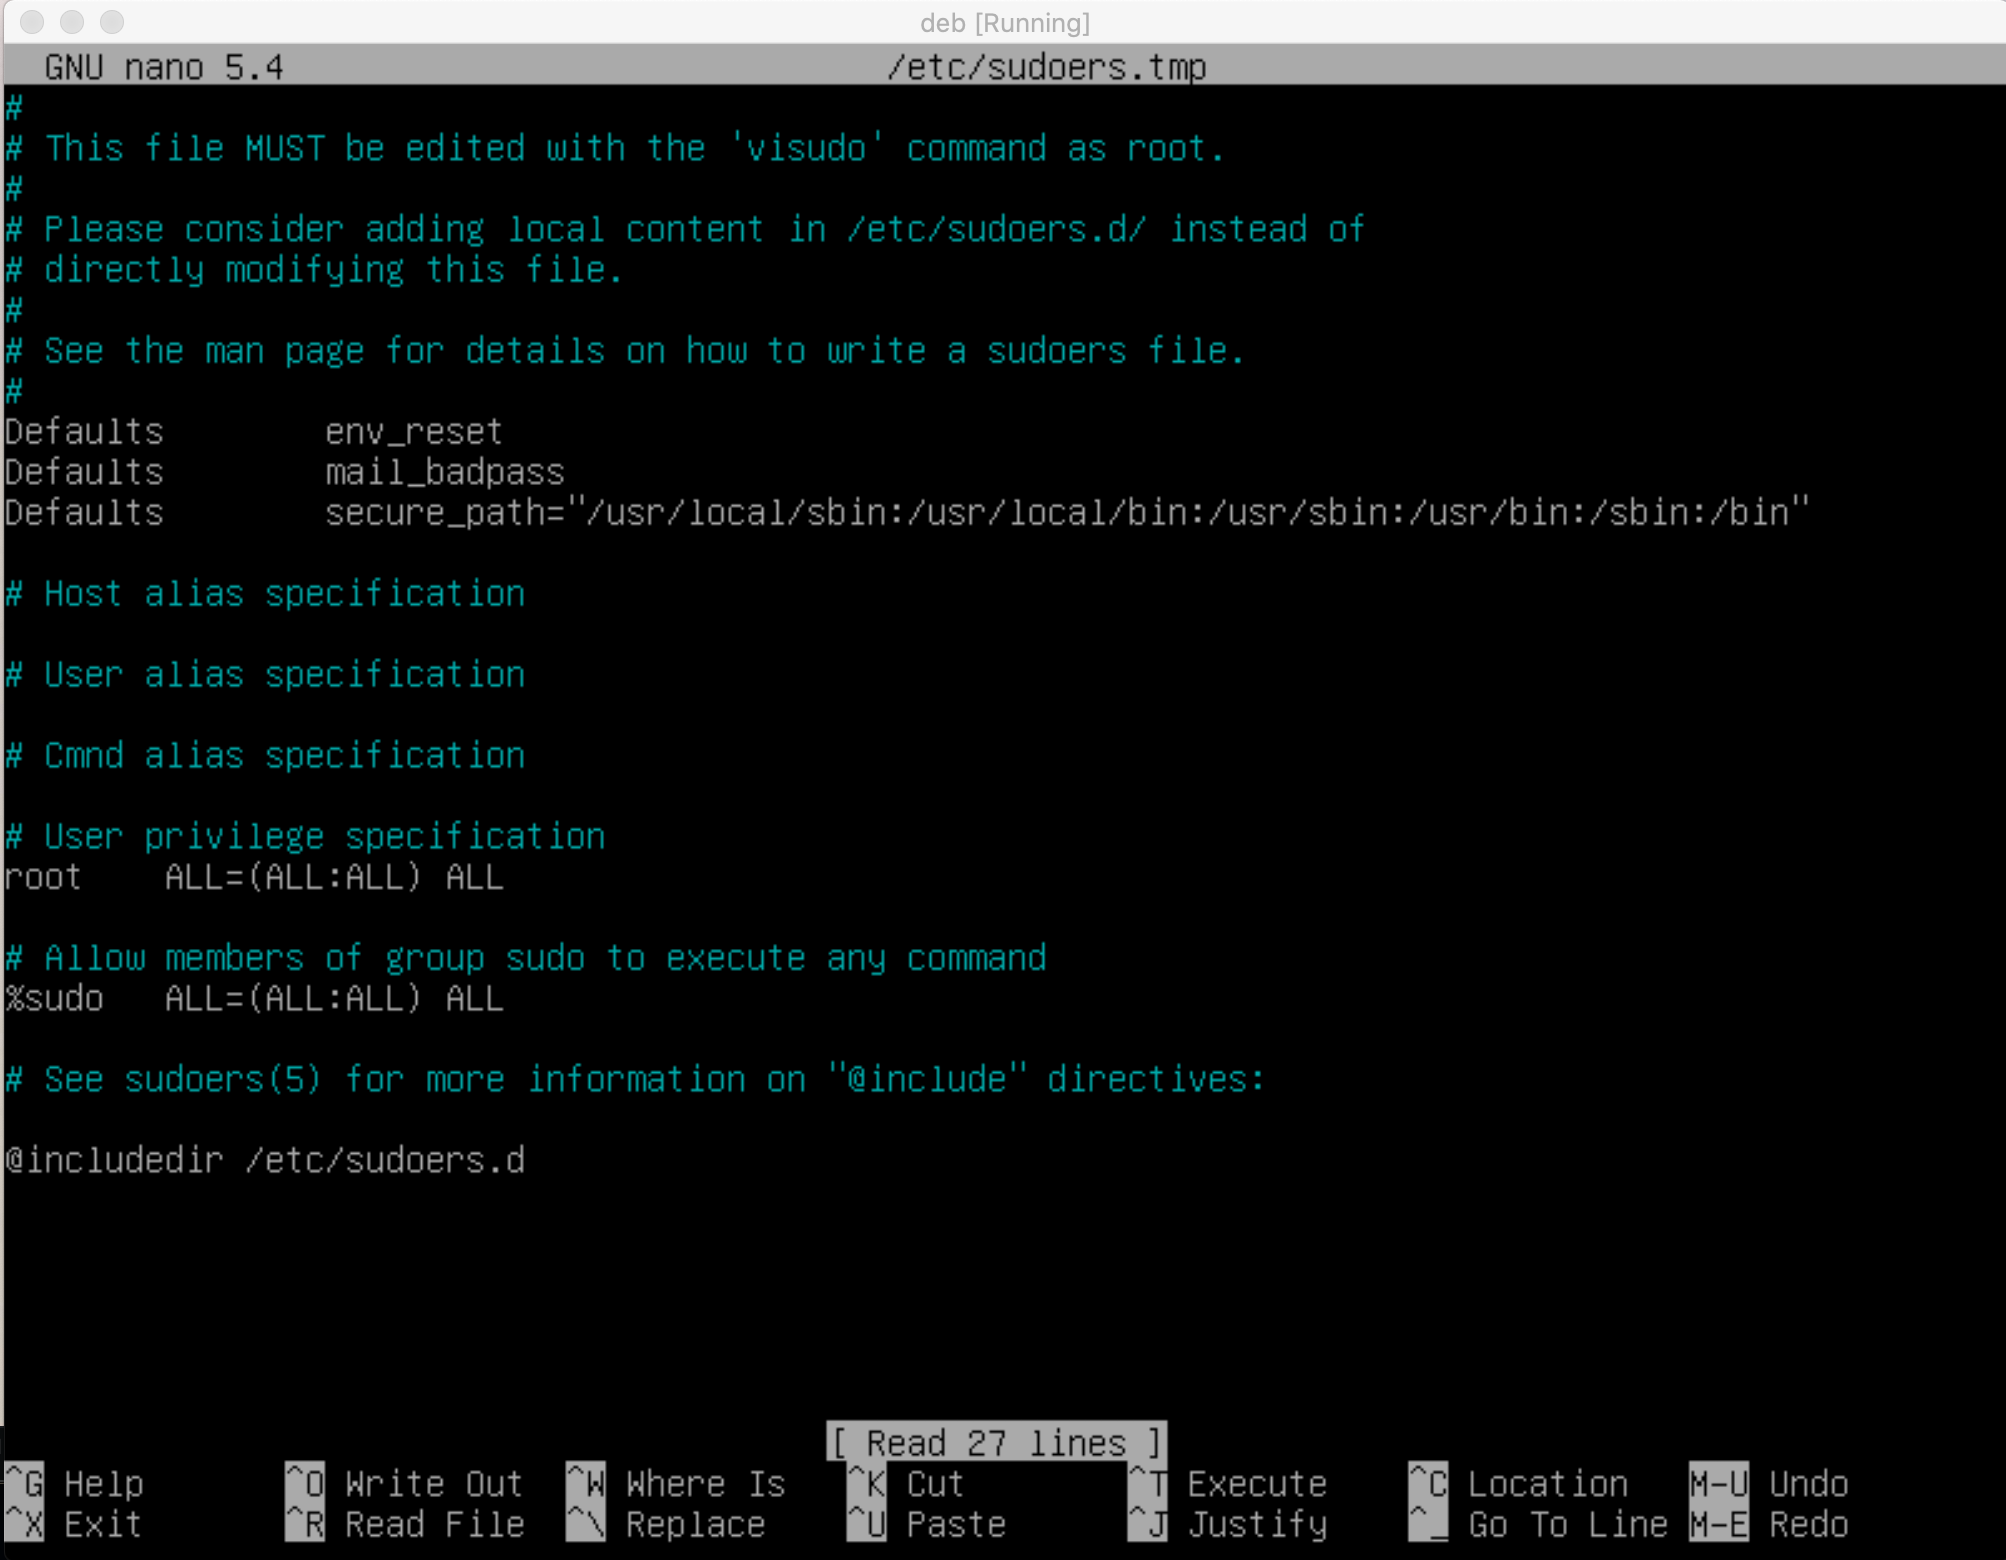 deb [Running]
GNU nano 5.4 /etc/sudoers.tmp
#
# This file MUST be edited with the 'visudo' command as root.
#
# Please consider adding local content in /etc/sudoers.d/ instead of
# directly modifying this file.
#
# See the man page for details on how to write a sudoers file.
#
Defaults        env_reset
Defaults        mail_badpass
Defaults        secure_path="/usr/local/sbin:/usr/local/bin:/usr/sbin:/usr/bin:/sbin:/bin"
# Host alias specification
# User alias specification
# Cmnd alias specification
# User privilege specification
root    ALL=(ALL:ALL) ALL
# Allow members of group sudo to execute any command
%sudo   ALL=(ALL:ALL) ALL
# See sudoers(5) for more information on "@include" directives:
@includedir /etc/sudoers.d
[ Read 27 lines ]
^G Help ^O Write Out ^W Where Is ^K Cut ^T Execute ^C Location M-U Undo
^X Exit ^R Read File ^\ Replace ^U Paste ^J Justify ^_ Go To Line M-E Redo